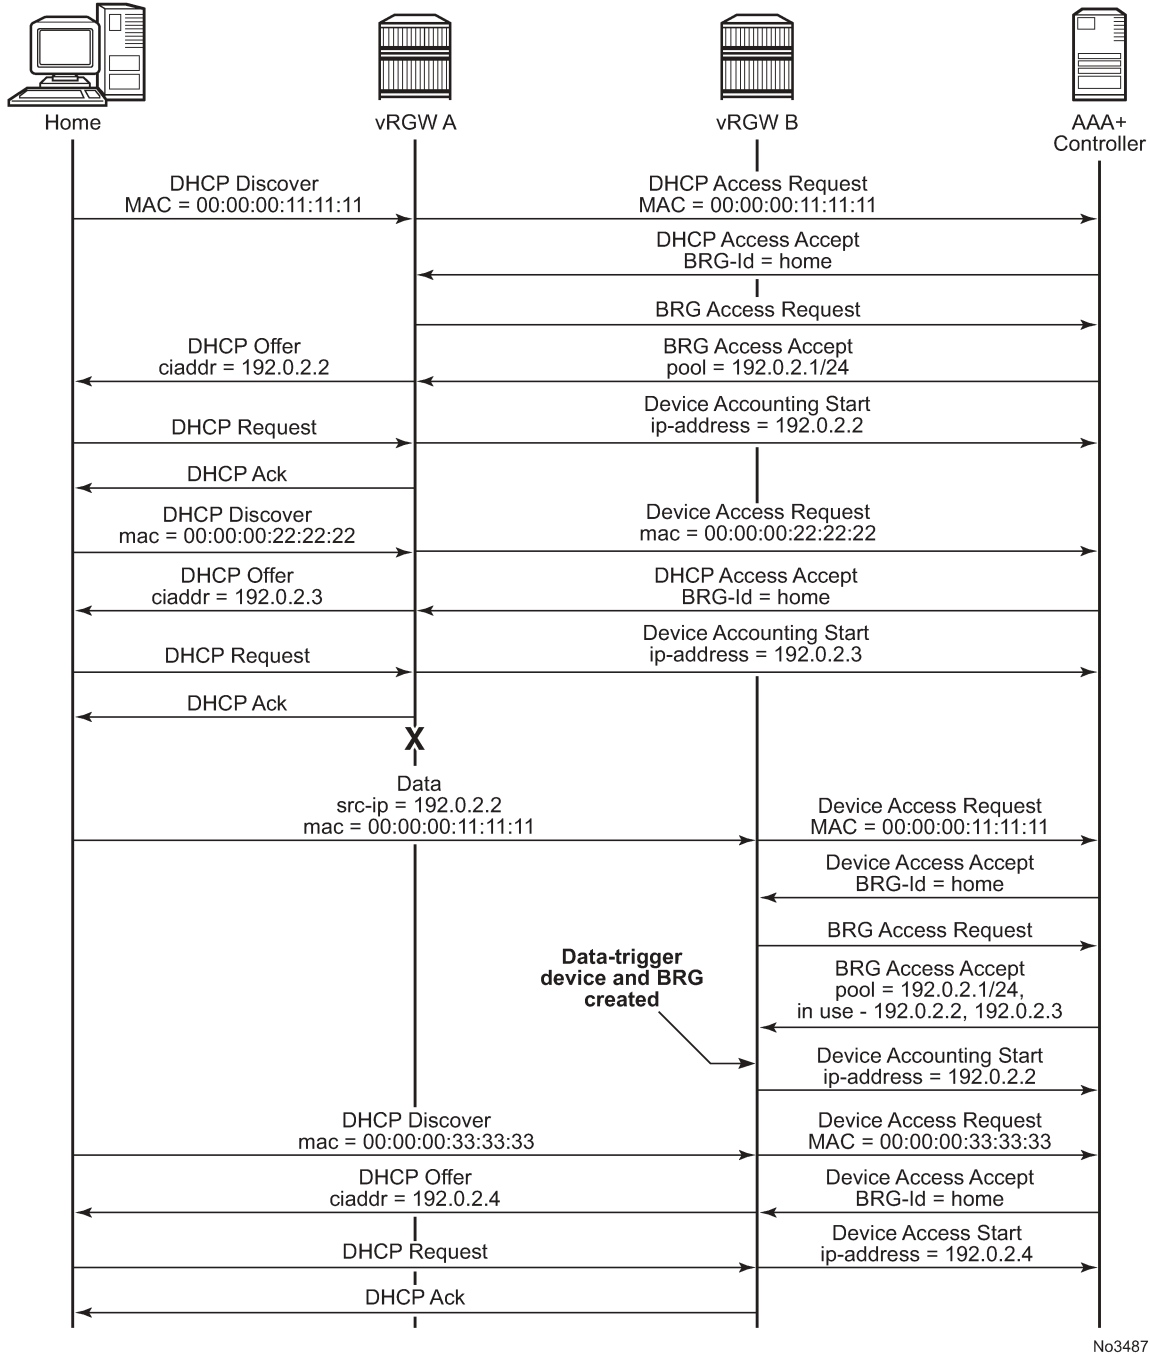 Home
vRGW A
vRGW B
AAA+
Controller
DHCP Discover
MAC = 00:00:00:11:11:11
DHCP Access Request
MAC = 00:00:00:11:11:11
DHCP Access Accept
BRG-Id = home
BRG Access Request
DHCP Offer
ciaddr = 192.0.2.2
BRG Access Accept
pool = 192.0.2.1/24
Device Accounting Start
ip-address = 192.0.2.2
DHCP Request
DHCP Ack
DHCP Discover
mac = 00:00:00:22:22:22
Device Access Request
mac = 00:00:00:22:22:22
DHCP Offer
ciaddr = 192.0.2.3
DHCP Access Accept
BRG-Id = home
Device Accounting Start
ip-address = 192.0.2.3
DHCP Request
DHCP Ack
X
Data
src-ip = 192.0.2.2
mac = 00:00:00:11:11:11
Device Access Request
MAC = 00:00:00:11:11:11
Device Access Accept
BRG-Id = home
BRG Access Request
Data-trigger
device and BRG
created
BRG Access Accept
pool = 192.0.2.1/24,
in use - 192.0.2.2, 192.0.2.3
Device Accounting Start
ip-address = 192.0.2.2
DHCP Discover
mac = 00:00:00:33:33:33
Device Access Request
MAC = 00:00:00:33:33:33
DHCP Offer
ciaddr = 192.0.2.4
Device Access Accept
BRG-Id = home
Device Access Start
ip-address = 192.0.2.4
DHCP Request
DHCP Ack
No3487